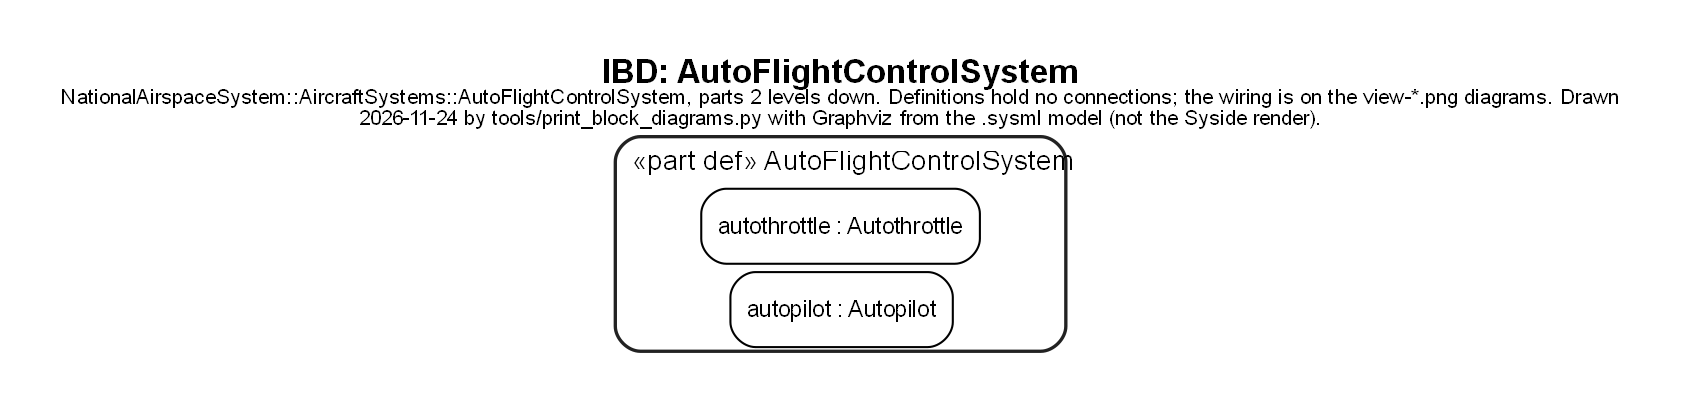 IBD: AutoFlightControlSystem
NationalAirspaceSystem::AircraftSystems::AutoFlightControlSystem, parts 2 levels down. Definitions hold no connections; the wiring is on the view-*.png diagrams. Drawn
2026-11-24 by tools/print_block_diagrams.py with Graphviz from the .sysml model (not the Syside render).
«part def» AutoFlightControlSystem
autothrottle : Autothrottle
autopilot : Autopilot